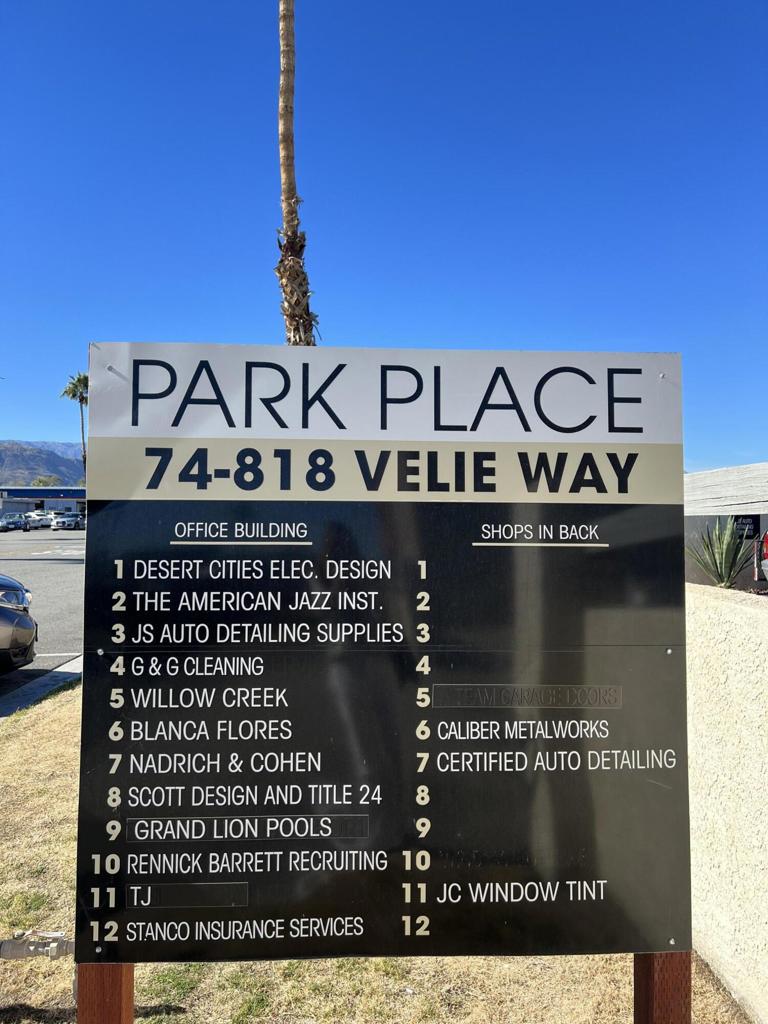 PARK PLACE
74-818 VELIE WAY
OFFICE BUILDING
1 DESERT CITIES ELEC. DESIGN
2 THE AMERICAN JAZZ INST.
3 JS AUTO DETAILING SUPPLIES
4 G & G CLEANING
5 WILLOW CREEK
6 BLANCA FLORES
7 NADRICH & COHEN
8 SCOTT DESIGN AND TITLE 24
9 GRAND LION POOLS
10 RENNICK BARRETT RECRUITING
11 TJ
12 STANCO INSURANCE SERVICES
SHOPS IN BACK
1
2
3
4
5 TEAM GARAGE DOORS
6 CALIBER METALWORKS
7 CERTIFIED AUTO DETAILING
8
9
10
11 JC WINDOW TINT
12